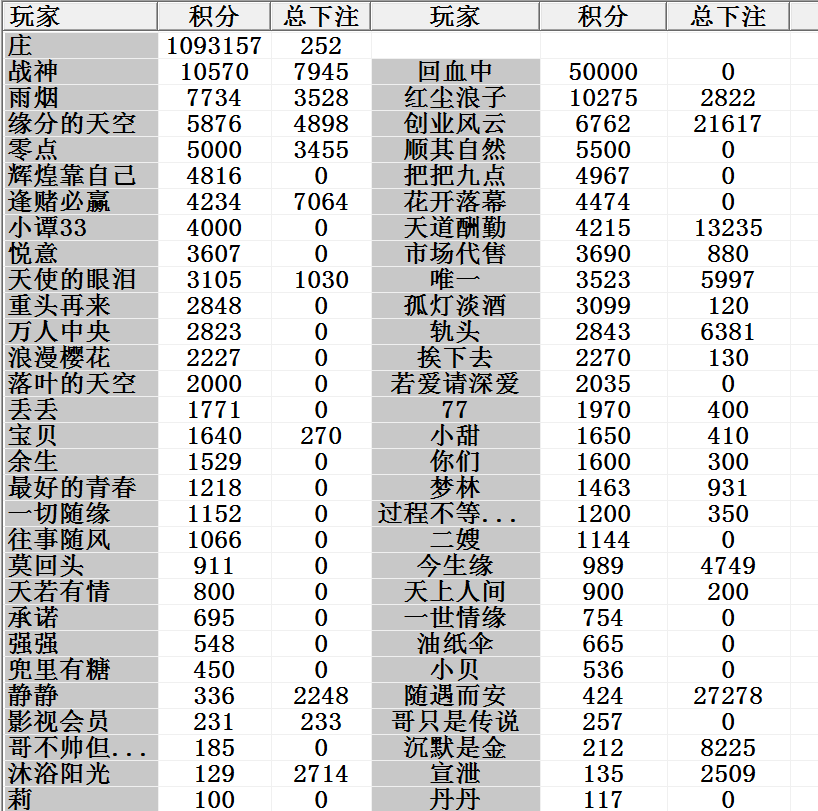 玩家 积分 总下注 玩家 积分 总下注
庄 1093157 252
战神 10570 7945 回血中 50000 0
雨烟 7734 3528 红尘浪子 10275 2822
缘分的天空 5876 4898 创业风云 6762 21617
零点 5000 3455 顺其自然 5500 0
辉煌靠自己 4816 0 把把九点 4967 0
逢赌必赢 4234 7064 花开落幕 4474 0
小谭33 4000 0 天道酬勤 4215 13235
悦意 3607 0 市场代售 3690 880
天使的眼泪 3105 1030 唯一 3523 5997
重头再来 2848 0 孤灯淡酒 3099 120
万人中央 2823 0 轨头 2843 6381
浪漫樱花 2227 0 挨下去 2270 130
落叶的天空 2000 0 若爱请深爱 2035 0
丢丢 1771 0 77 1970 400
宝贝 1640 270 小甜 1650 410
余生 1529 0 你们 1600 300
最好的青春 1218 0 梦林 1463 931
一切随缘 1152 0 过程不等... 1200 350
往事随风 1066 0 二嫂 1144 0
莫回头 911 0 今生缘 989 4749
天若有情 800 0 天上人间 900 200
承诺 695 0 一世情缘 754 0
强强 548 0 油纸伞 665 0
兜里有糖 450 0 小贝 536 0
静静 336 2248 随遇而安 424 27278
影视会员 231 233 哥只是传说 257 0
哥不帅但... 185 0 沉默是金 212 8225
沐浴阳光 129 2714 宣泄 135 2509
莉 100 0 丹丹 117 0